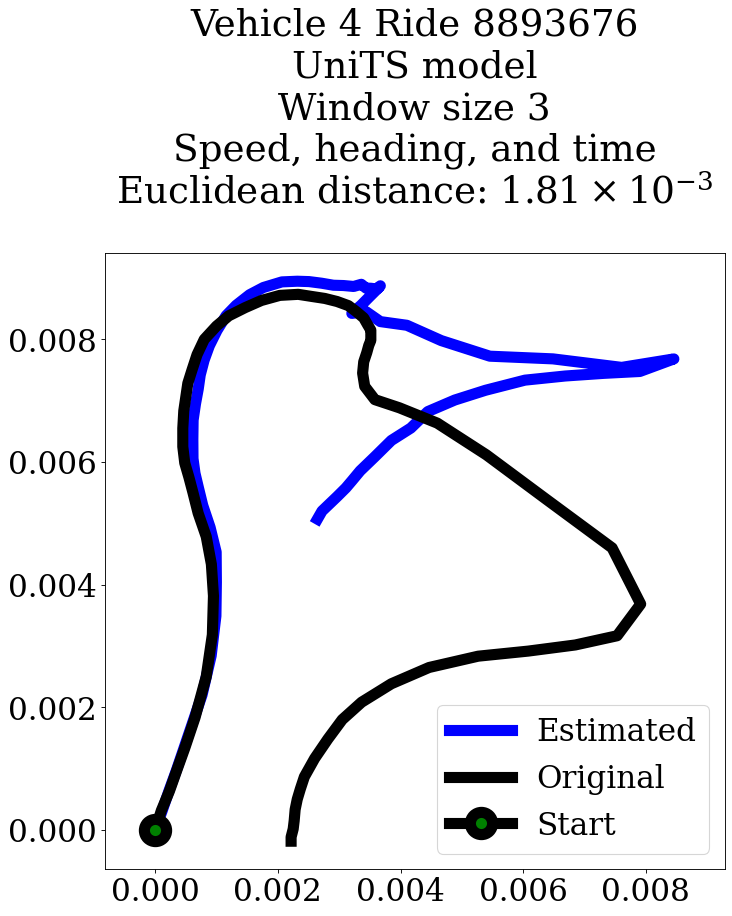 Vehicle 4 Ride 8893676
UniTS model
Window size 3
Speed, heading, and time
Euclidean distance: 1.81 × 10⁻³
0.008
0.006
0.004
0.002
0.000
Estimated
Original
Start
0.000 0.002 0.004 0.006 0.008